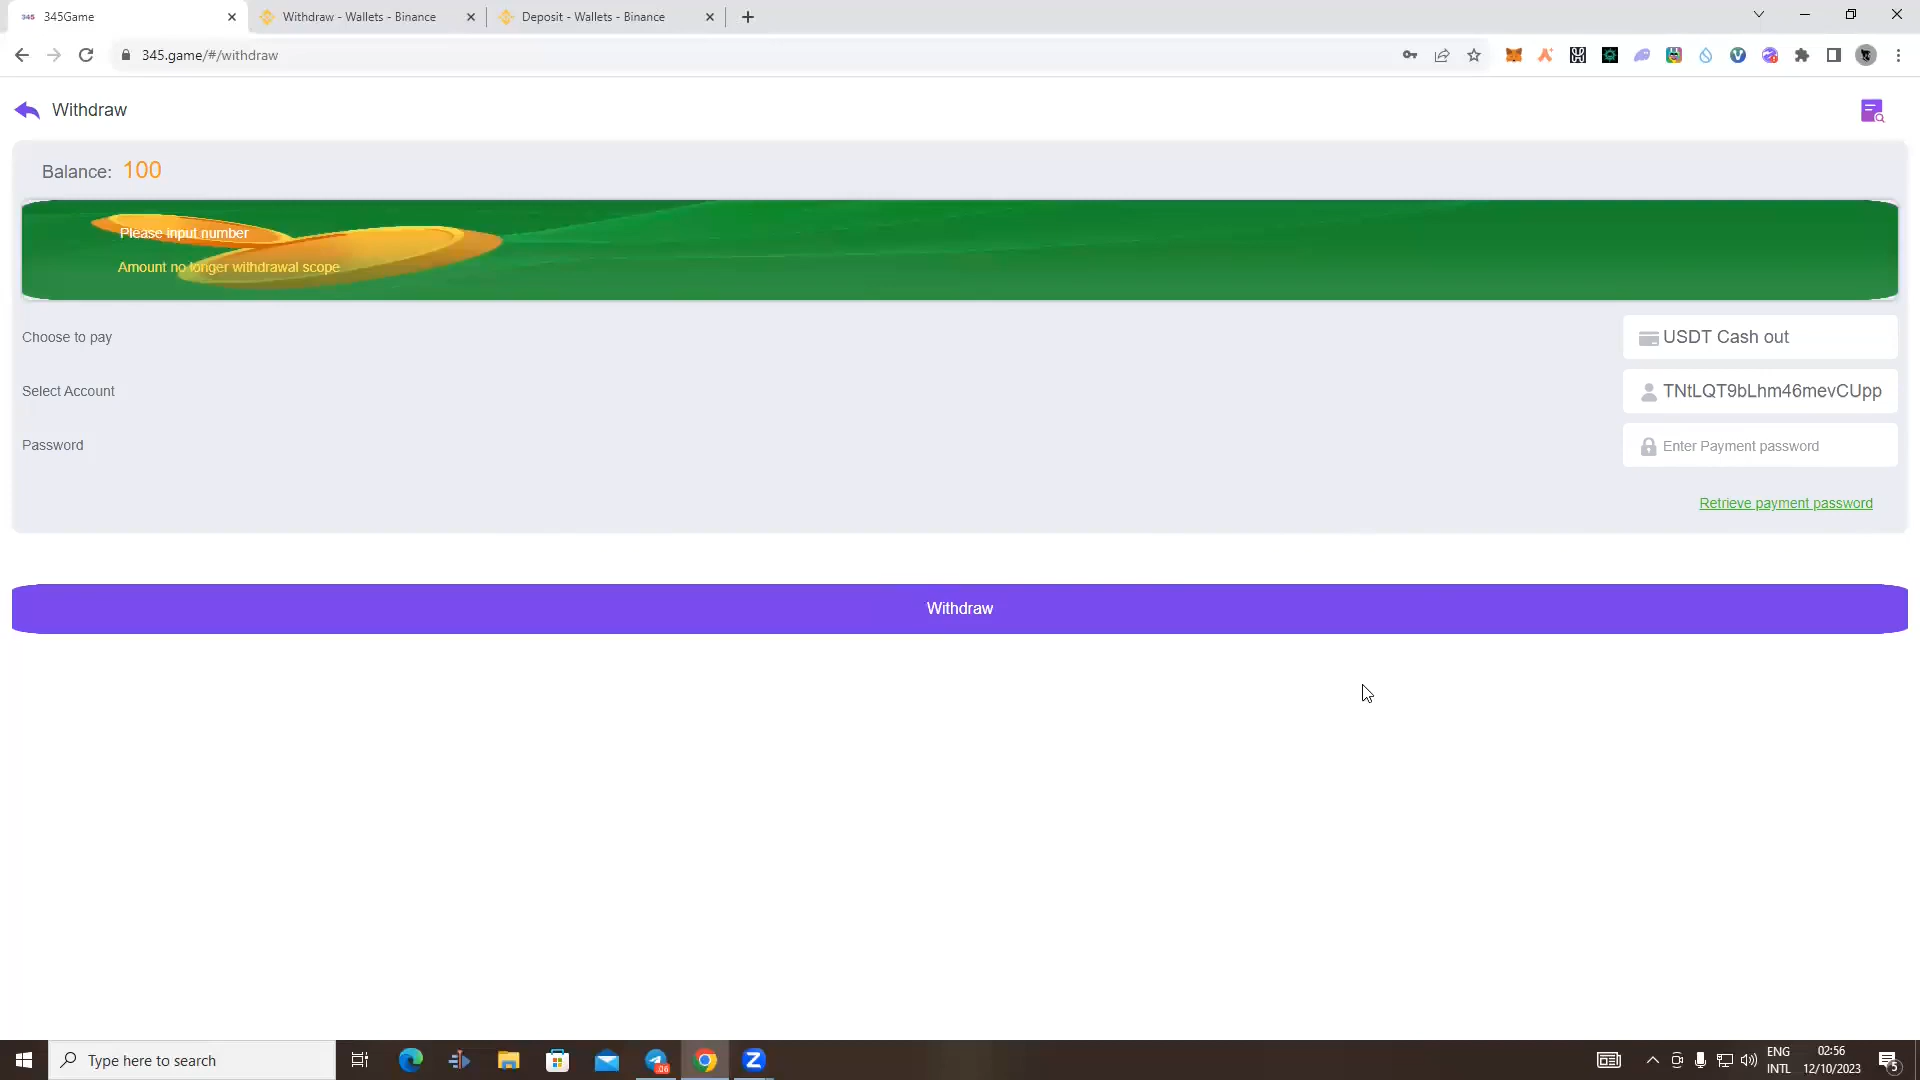 345 345Game
Withdraw - Wallets - Binance
Deposit - Wallets - Binance
345.game/#/withdraw
Withdraw
Balance: 100
Please input number
Amount no longer withdrawal scope
Choose to pay
USDT Cash out
Select Account
TNtLQT9bLhm46mevCUpp
Password
Enter Payment password
Retrieve payment password
Withdraw
Type here to search
ENG
INTL
02:56
12/10/2023
5